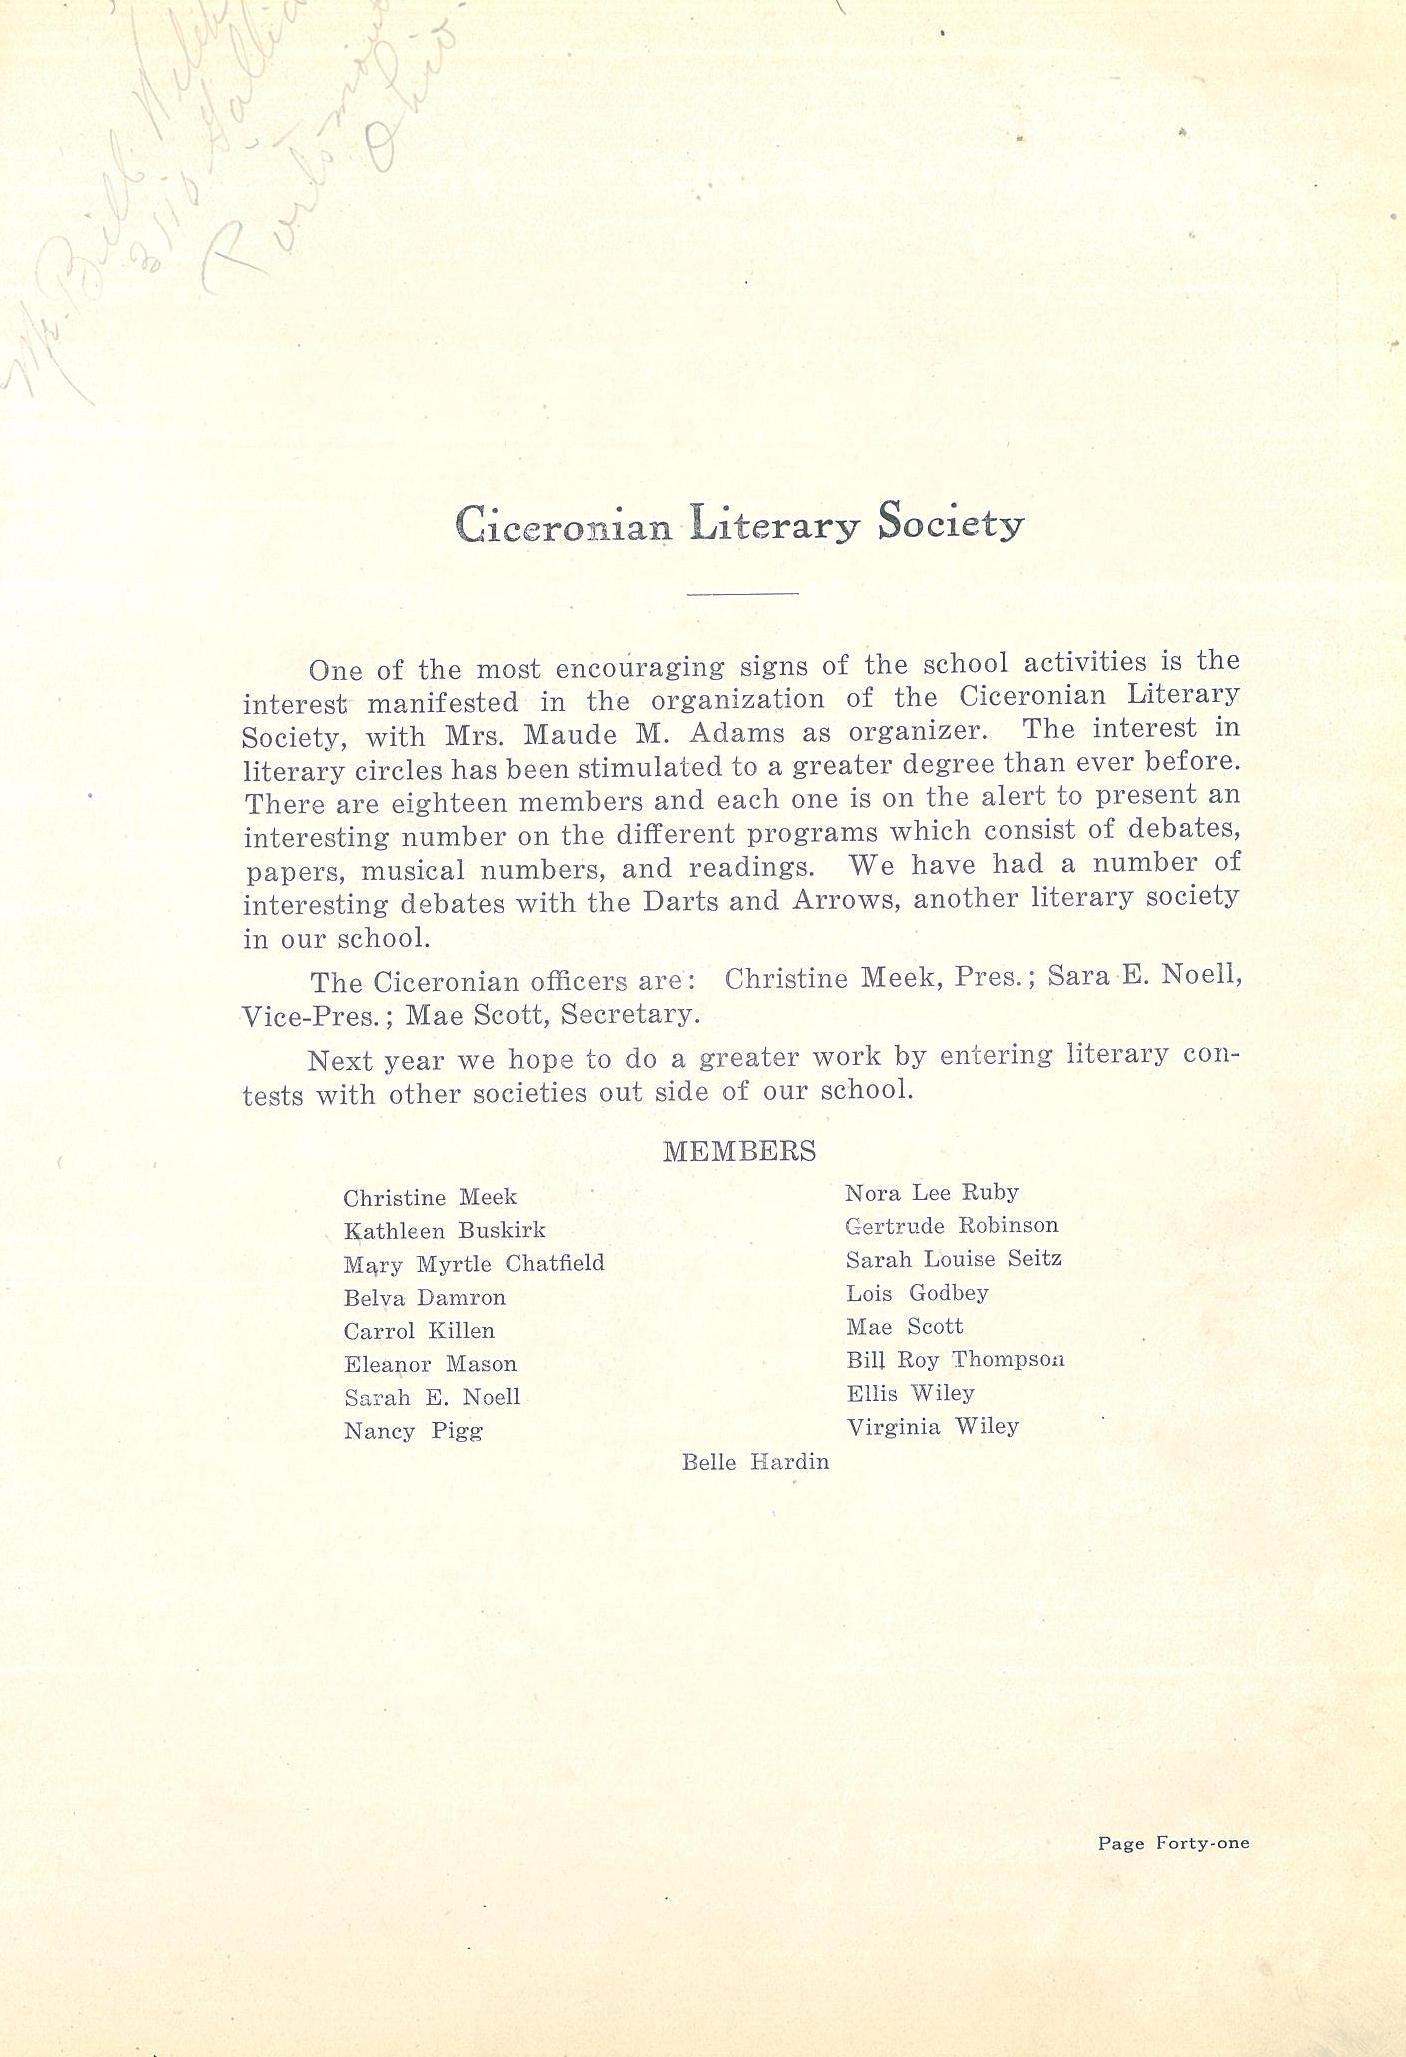 Mr. Bill
3110
Portsmouth
Ohio
Ciceronian Literary Society
One of the most encouraging signs of the school activities is the
interest manifested in the organization of the Ciceronian Literary
Society, with Mrs. Maude M. Adams as organizer. The interest in
literary circles has been stimulated to a greater degree than ever before.
There are eighteen members and each one is on the alert to present an
interesting number on the different programs which consist of debates,
papers, musical numbers, and readings. We have had a number of
interesting debates with the Darts and Arrows, another literary society
in our school.
The Ciceronian officers are: Christine Meek, Pres.; Sara E. Noell,
Vice-Pres.; Mae Scott, Secretary.
Next year we hope to do a greater work by entering literary con-
tests with other societies out side of our school.
MEMBERS
Christine Meek
Kathleen Buskirk
Mary Myrtle Chatfield
Belva Damron
Carrol Killen
Eleanor Mason
Sarah E. Noell
Nancy Pigg
Nora Lee Ruby
Gertrude Robinson
Sarah Louise Seitz
Lois Godbey
Mae Scott
Bill Roy Thompson
Ellis Wiley
Virginia Wiley
Belle Hardin
Page Forty-one